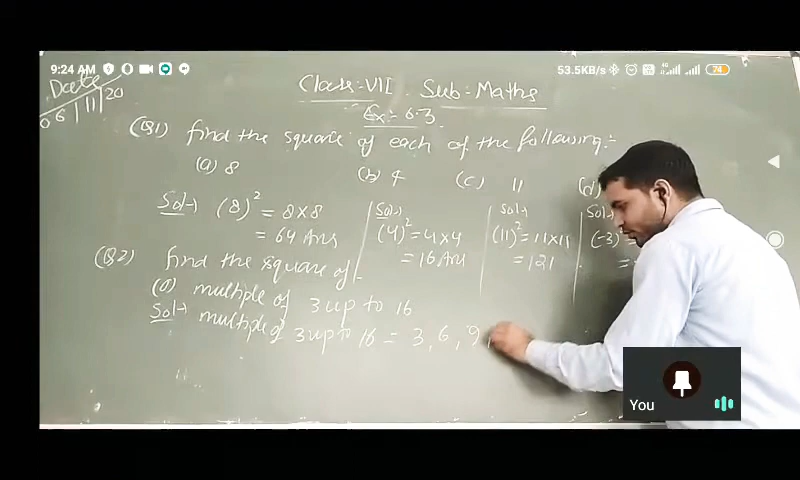 9:24 AM 53.5KB/s 74
Date
06/11/20
Class:-VII Sub:-Maths
Ex:- 6.3
(Q1) find the square of each of the following:-
(a) 8 (b) 4 (c) 11 (d)
Sol→ (8)² = 8×8
= 64 Ans
Sol→
(4)² = 4×4
= 16 Ans
Sol→
(11)² = 11×11
= 121
Sol→
(-3)² =
=
(Q2) find the square of.
(a) multiple of 3 up to 16
Sol→ multiple of 3 up to 16 = 3, 6, 9,
You